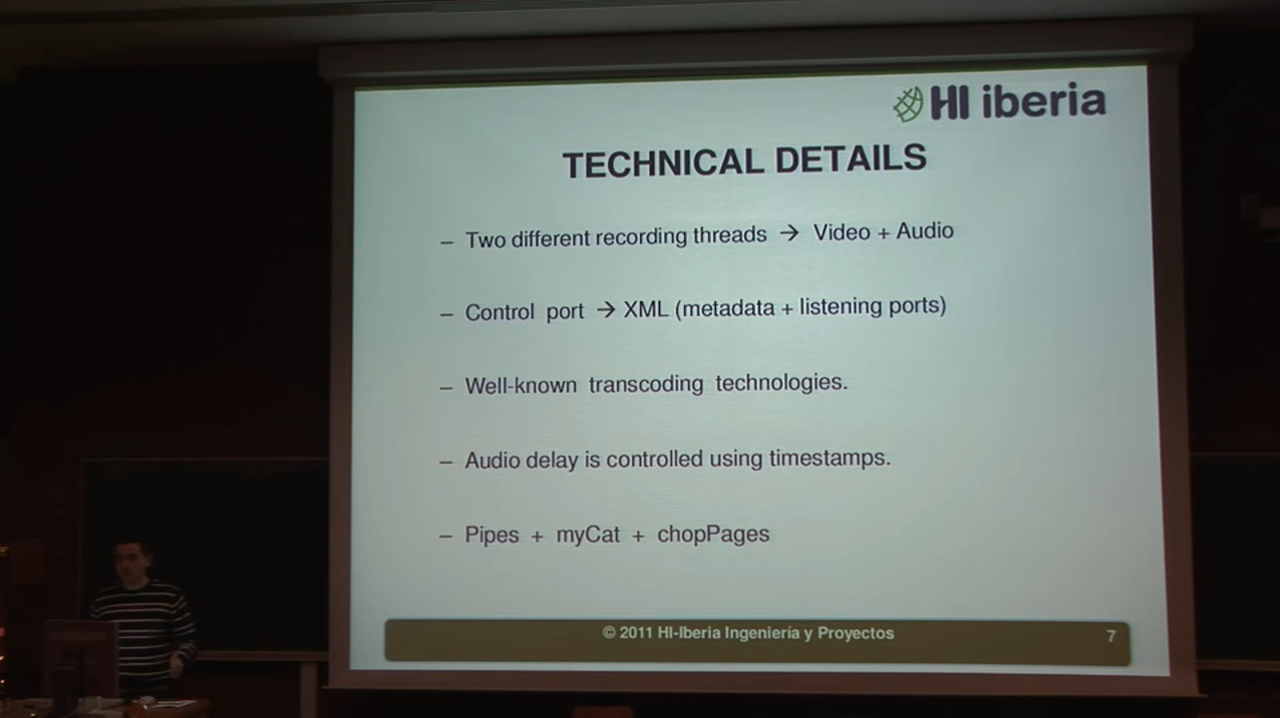 HI iberia
TECHNICAL DETAILS
– Two different recording threads → Video + Audio
– Control port → XML (metadata + listening ports)
– Well-known transcoding technologies.
– Audio delay is controlled using timestamps.
– Pipes + myCat + chopPages
© 2011 HI-Iberia Ingeniería y Proyectos 7